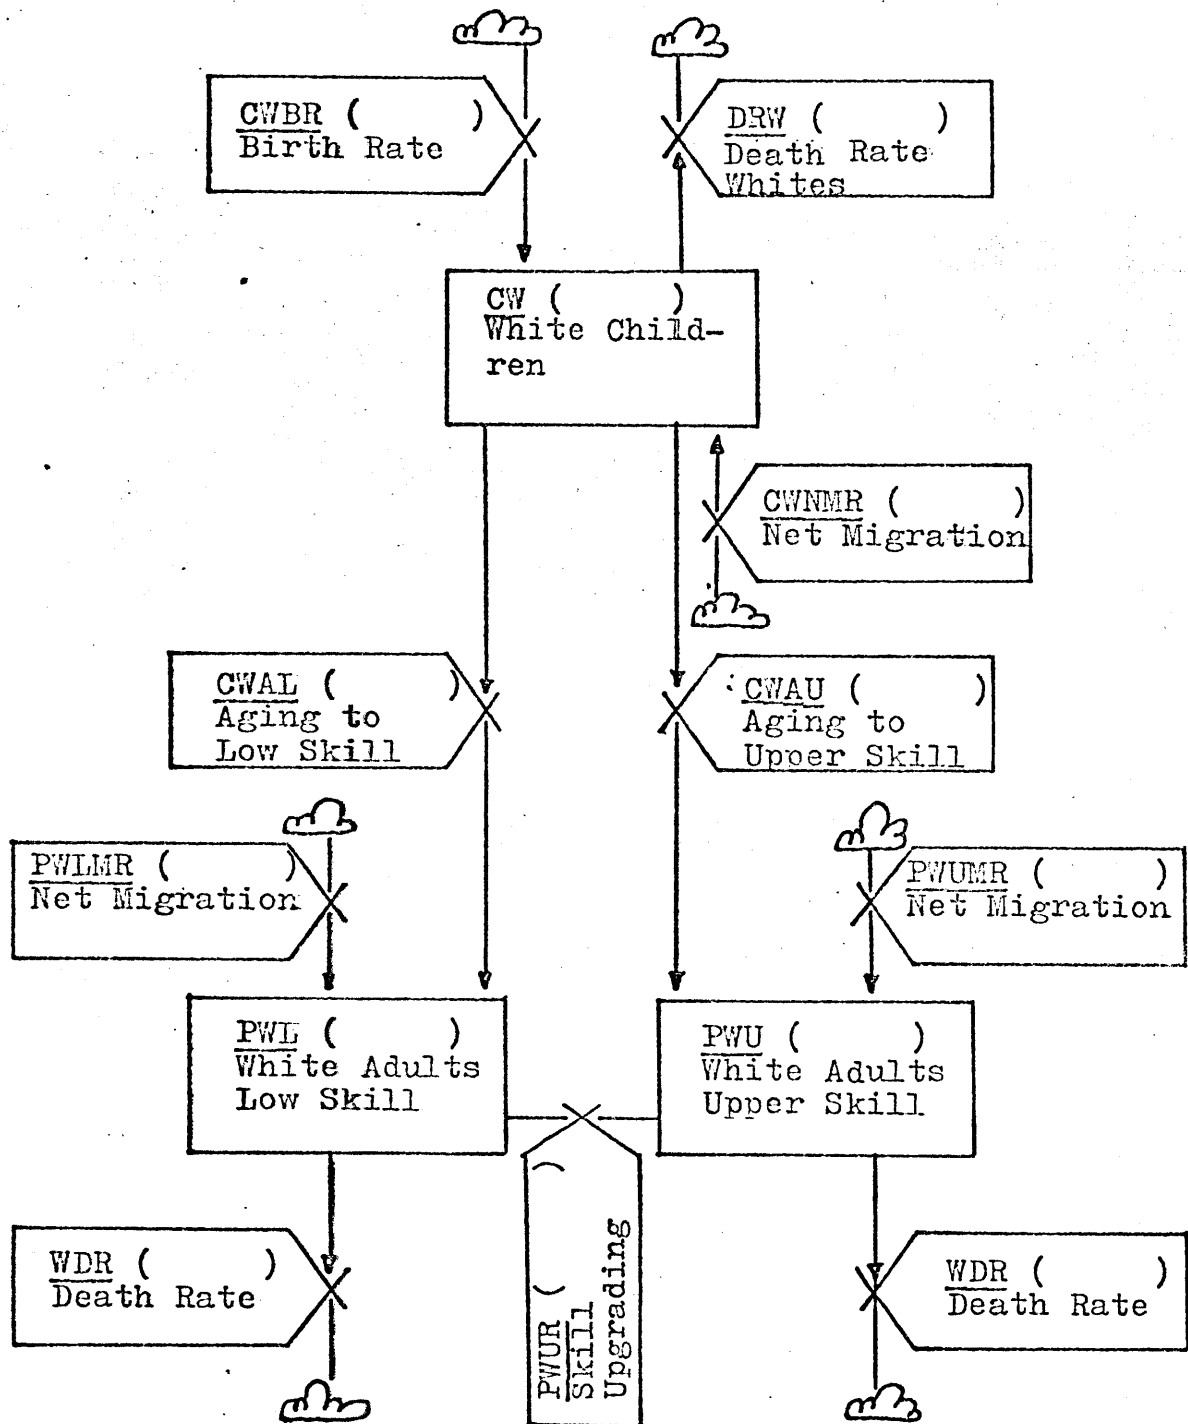 CWBR (          )
Birth Rate
DRW (          )
Death Rate
Whites
CW (          )
White Child-
ren
CWNMR (          )
Net Migration
CWAL (          )
Aging to
Low Skill
CWAU (          )
Aging to
Upper Skill
PWLMR (          )
Net Migration
PWUMR (          )
Net Migration
PWL (          )
White Adults
Low Skill
PWU (          )
White Adults
Upper Skill
WDR (          )
Death Rate
PWUR (          )
Skill
Upgrading
WDR (          )
Death Rate